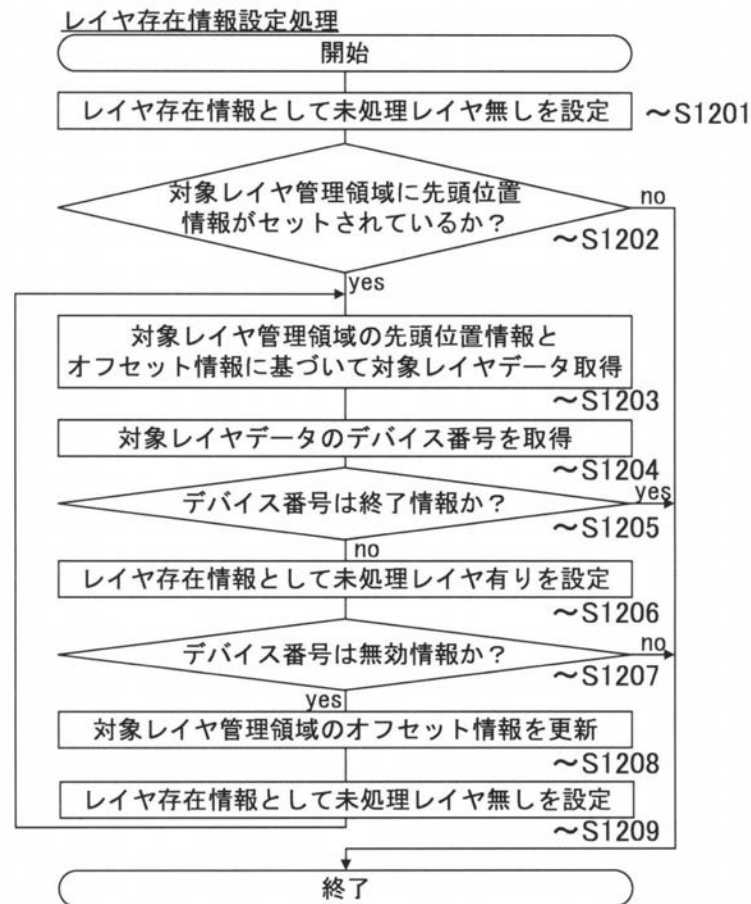 レイヤ存在情報設定処理
開始
レイヤ存在情報として未処理レイヤ無しを設定
～S1201
対象レイヤ管理領域に先頭位置
情報がセットされているか？
no
～S1202
yes
対象レイヤ管理領域の先頭位置情報と
オフセット情報に基づいて対象レイヤデータ取得
～S1203
対象レイヤデータのデバイス番号を取得
～S1204
デバイス番号は終了情報か？
yes
～S1205
no
レイヤ存在情報として未処理レイヤ有りを設定
～S1206
デバイス番号は無効情報か？
no
～S1207
yes
対象レイヤ管理領域のオフセット情報を更新
～S1208
レイヤ存在情報として未処理レイヤ無しを設定
～S1209
終了